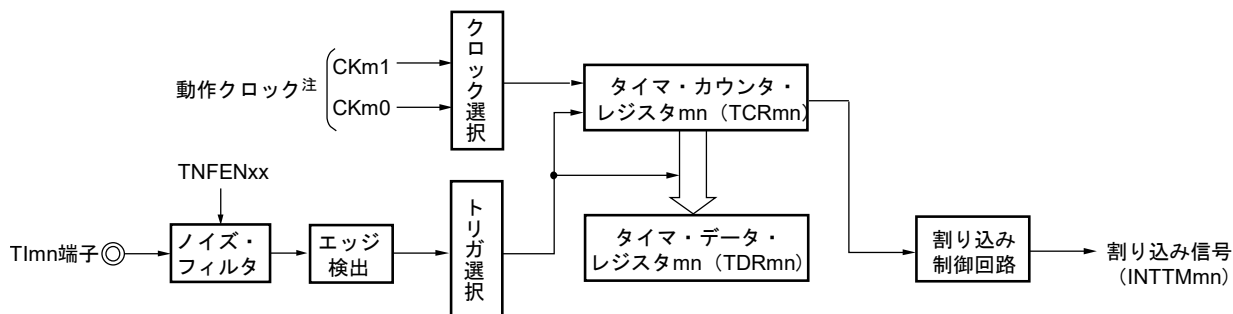 動作クロック注
CKm1
CKm0
クロック選択
タイマ・カウンタ・
レジスタmn（TCRmn）
TNFENxx
TImn端子
ノイズ・
フィルタ
エッジ
検出
トリガ選択
タイマ・データ・
レジスタmn（TDRmn）
割り込み
制御回路
割り込み信号
（INTTMmn）